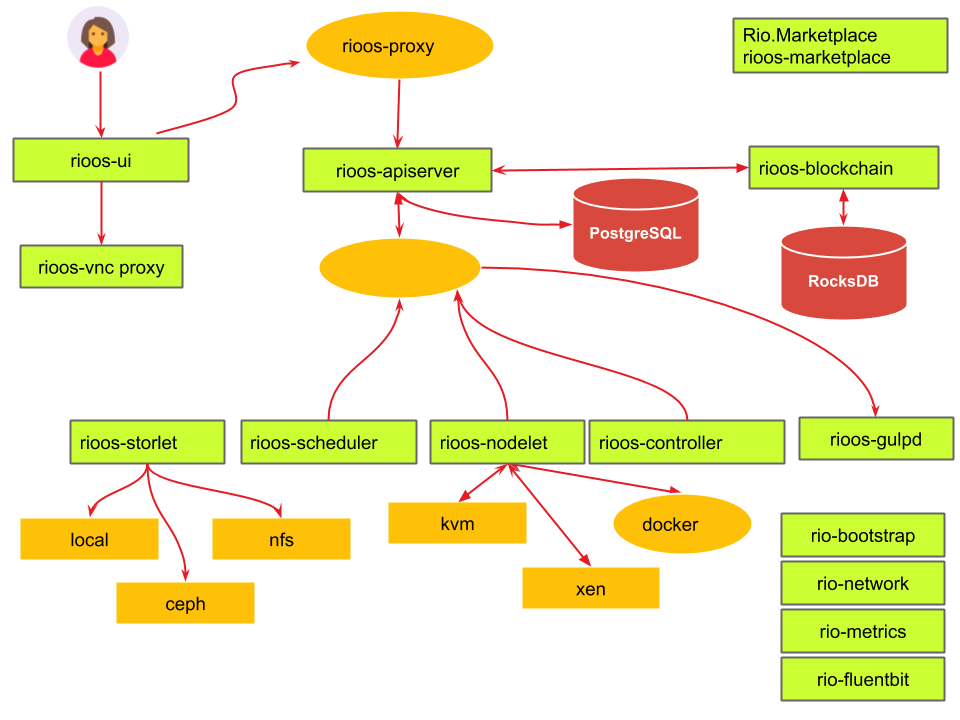 rioos-proxy
Rio.Marketplace
rioos-marketplace
rioos-ui
rioos-apiserver
rioos-blockchain
PostgreSQL
rioos-vnc proxy
RocksDB
rioos-storlet
rioos-scheduler
rioos-nodelet
rioos-controller
rioos-gulpd
local
nfs
kvm
docker
ceph
xen
rio-bootstrap
rio-network
rio-metrics
rio-fluentbit